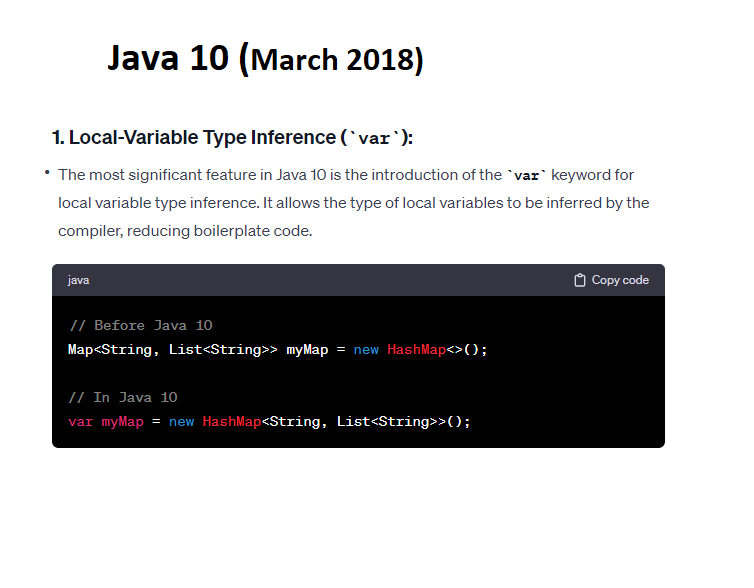 Java 10 (March 2018)
1. Local-Variable Type Inference (`var`):
• The most significant feature in Java 10 is the introduction of the `var` keyword for
local variable type inference. It allows the type of local variables to be inferred by the
compiler, reducing boilerplate code.
java Copy code
// Before Java 10
Map<String, List<String>> myMap = new HashMap<>();
// In Java 10
var myMap = new HashMap<String, List<String>>();